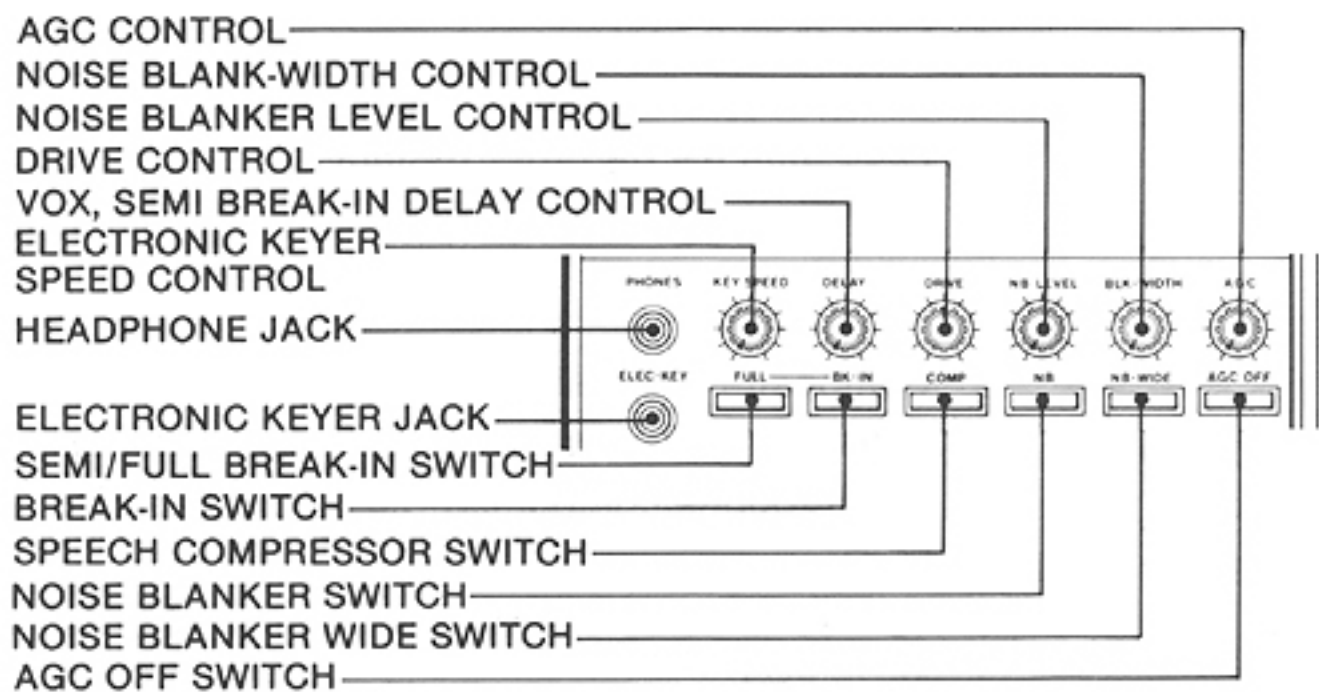 AGC CONTROL
NOISE BLANK-WIDTH CONTROL
NOISE BLANKER LEVEL CONTROL
DRIVE CONTROL
VOX, SEMI BREAK-IN DELAY CONTROL
ELECTRONIC KEYER
SPEED CONTROL
HEADPHONE JACK
ELECTRONIC KEYER JACK
SEMI/FULL BREAK-IN SWITCH
BREAK-IN SWITCH
SPEECH COMPRESSOR SWITCH
NOISE BLANKER SWITCH
NOISE BLANKER WIDE SWITCH
AGC OFF SWITCH
PHONES KEY SPEED DELAY DRIVE NB LEVEL BLK-WIDTH AGC
ELEC-KEY FULL BK-IN COMP NB NB-WIDE AGC OFF